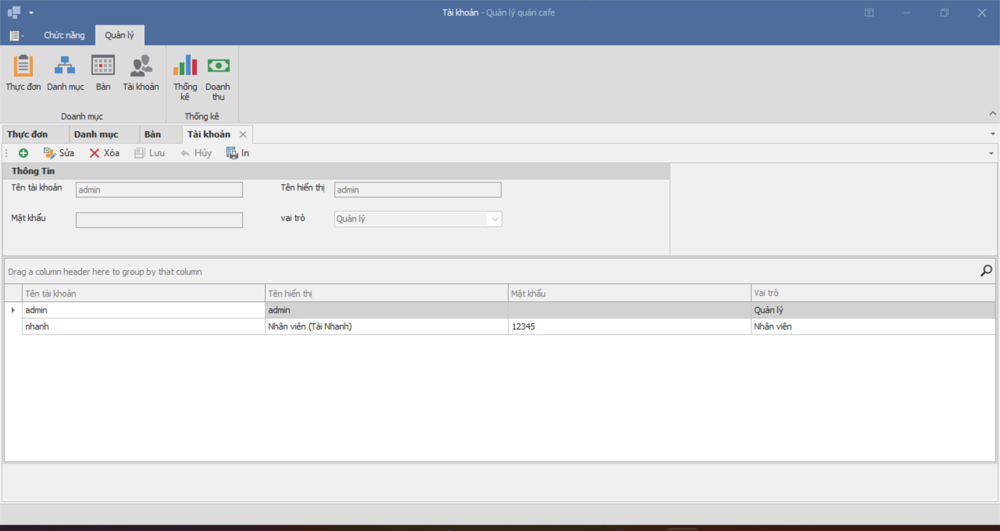 Tài khoản - Quản lý quán cafe
Chức năng
Quản lý
Thực đơn
Danh mục
Bàn
Tài khoản
Thống kê
Doanh thu
Doanh mục
Thống kê
Thực đơn
Danh mục
Bàn
Tài khoản
Sửa
Xóa
Lưu
Hủy
In
Thông Tin
Tên tài khoản
admin
Tên hiển thị
admin
Mật khẩu
vai trò
Quản lý
Drag a column header here to group by that column
Tên tài khoản
Tên hiển thị
Mật khẩu
Vai trò
admin
admin
Quản lý
nhanh
Nhân viên (Tài Nhanh)
12345
Nhân viên